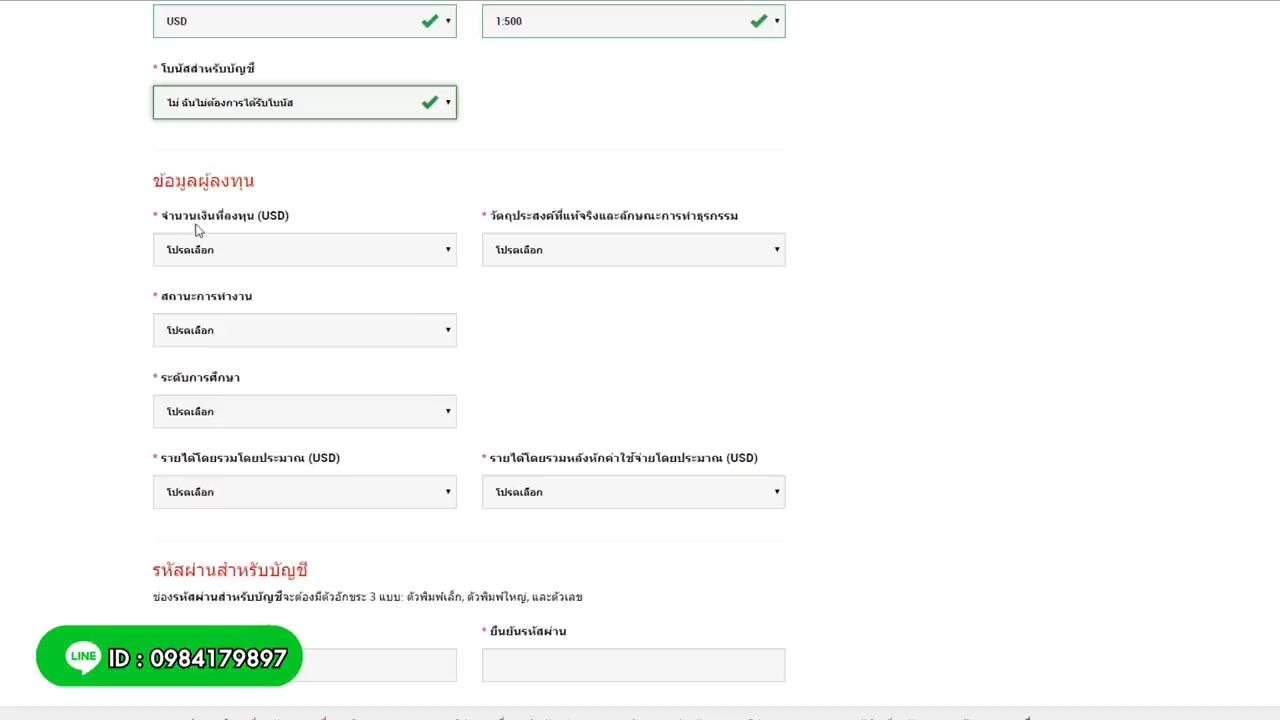 USD
1:500
* โบนัสสำหรับบัญชี
ไม่ ฉันไม่ต้องการได้รับโบนัส
ข้อมูลผู้ลงทุน
* จำนวนเงินที่ลงทุน (USD)
* วัตถุประสงค์ที่แท้จริงและลักษณะการทำธุรกรรม
โปรดเลือก
โปรดเลือก
* สถานะการทำงาน
โปรดเลือก
* ระดับการศึกษา
โปรดเลือก
* รายได้โดยรวมโดยประมาณ (USD)
* รายได้โดยรวมหลังหักค่าใช้จ่ายโดยประมาณ (USD)
โปรดเลือก
โปรดเลือก
รหัสผ่านสำหรับบัญชี
ช่องรหัสผ่านสำหรับบัญชีจะต้องมีตัวอักขระ 3 แบบ: ตัวพิมพ์เล็ก, ตัวพิมพ์ใหญ่, และตัวเลข
* ยืนยันรหัสผ่าน
LINE ID : 0984179897